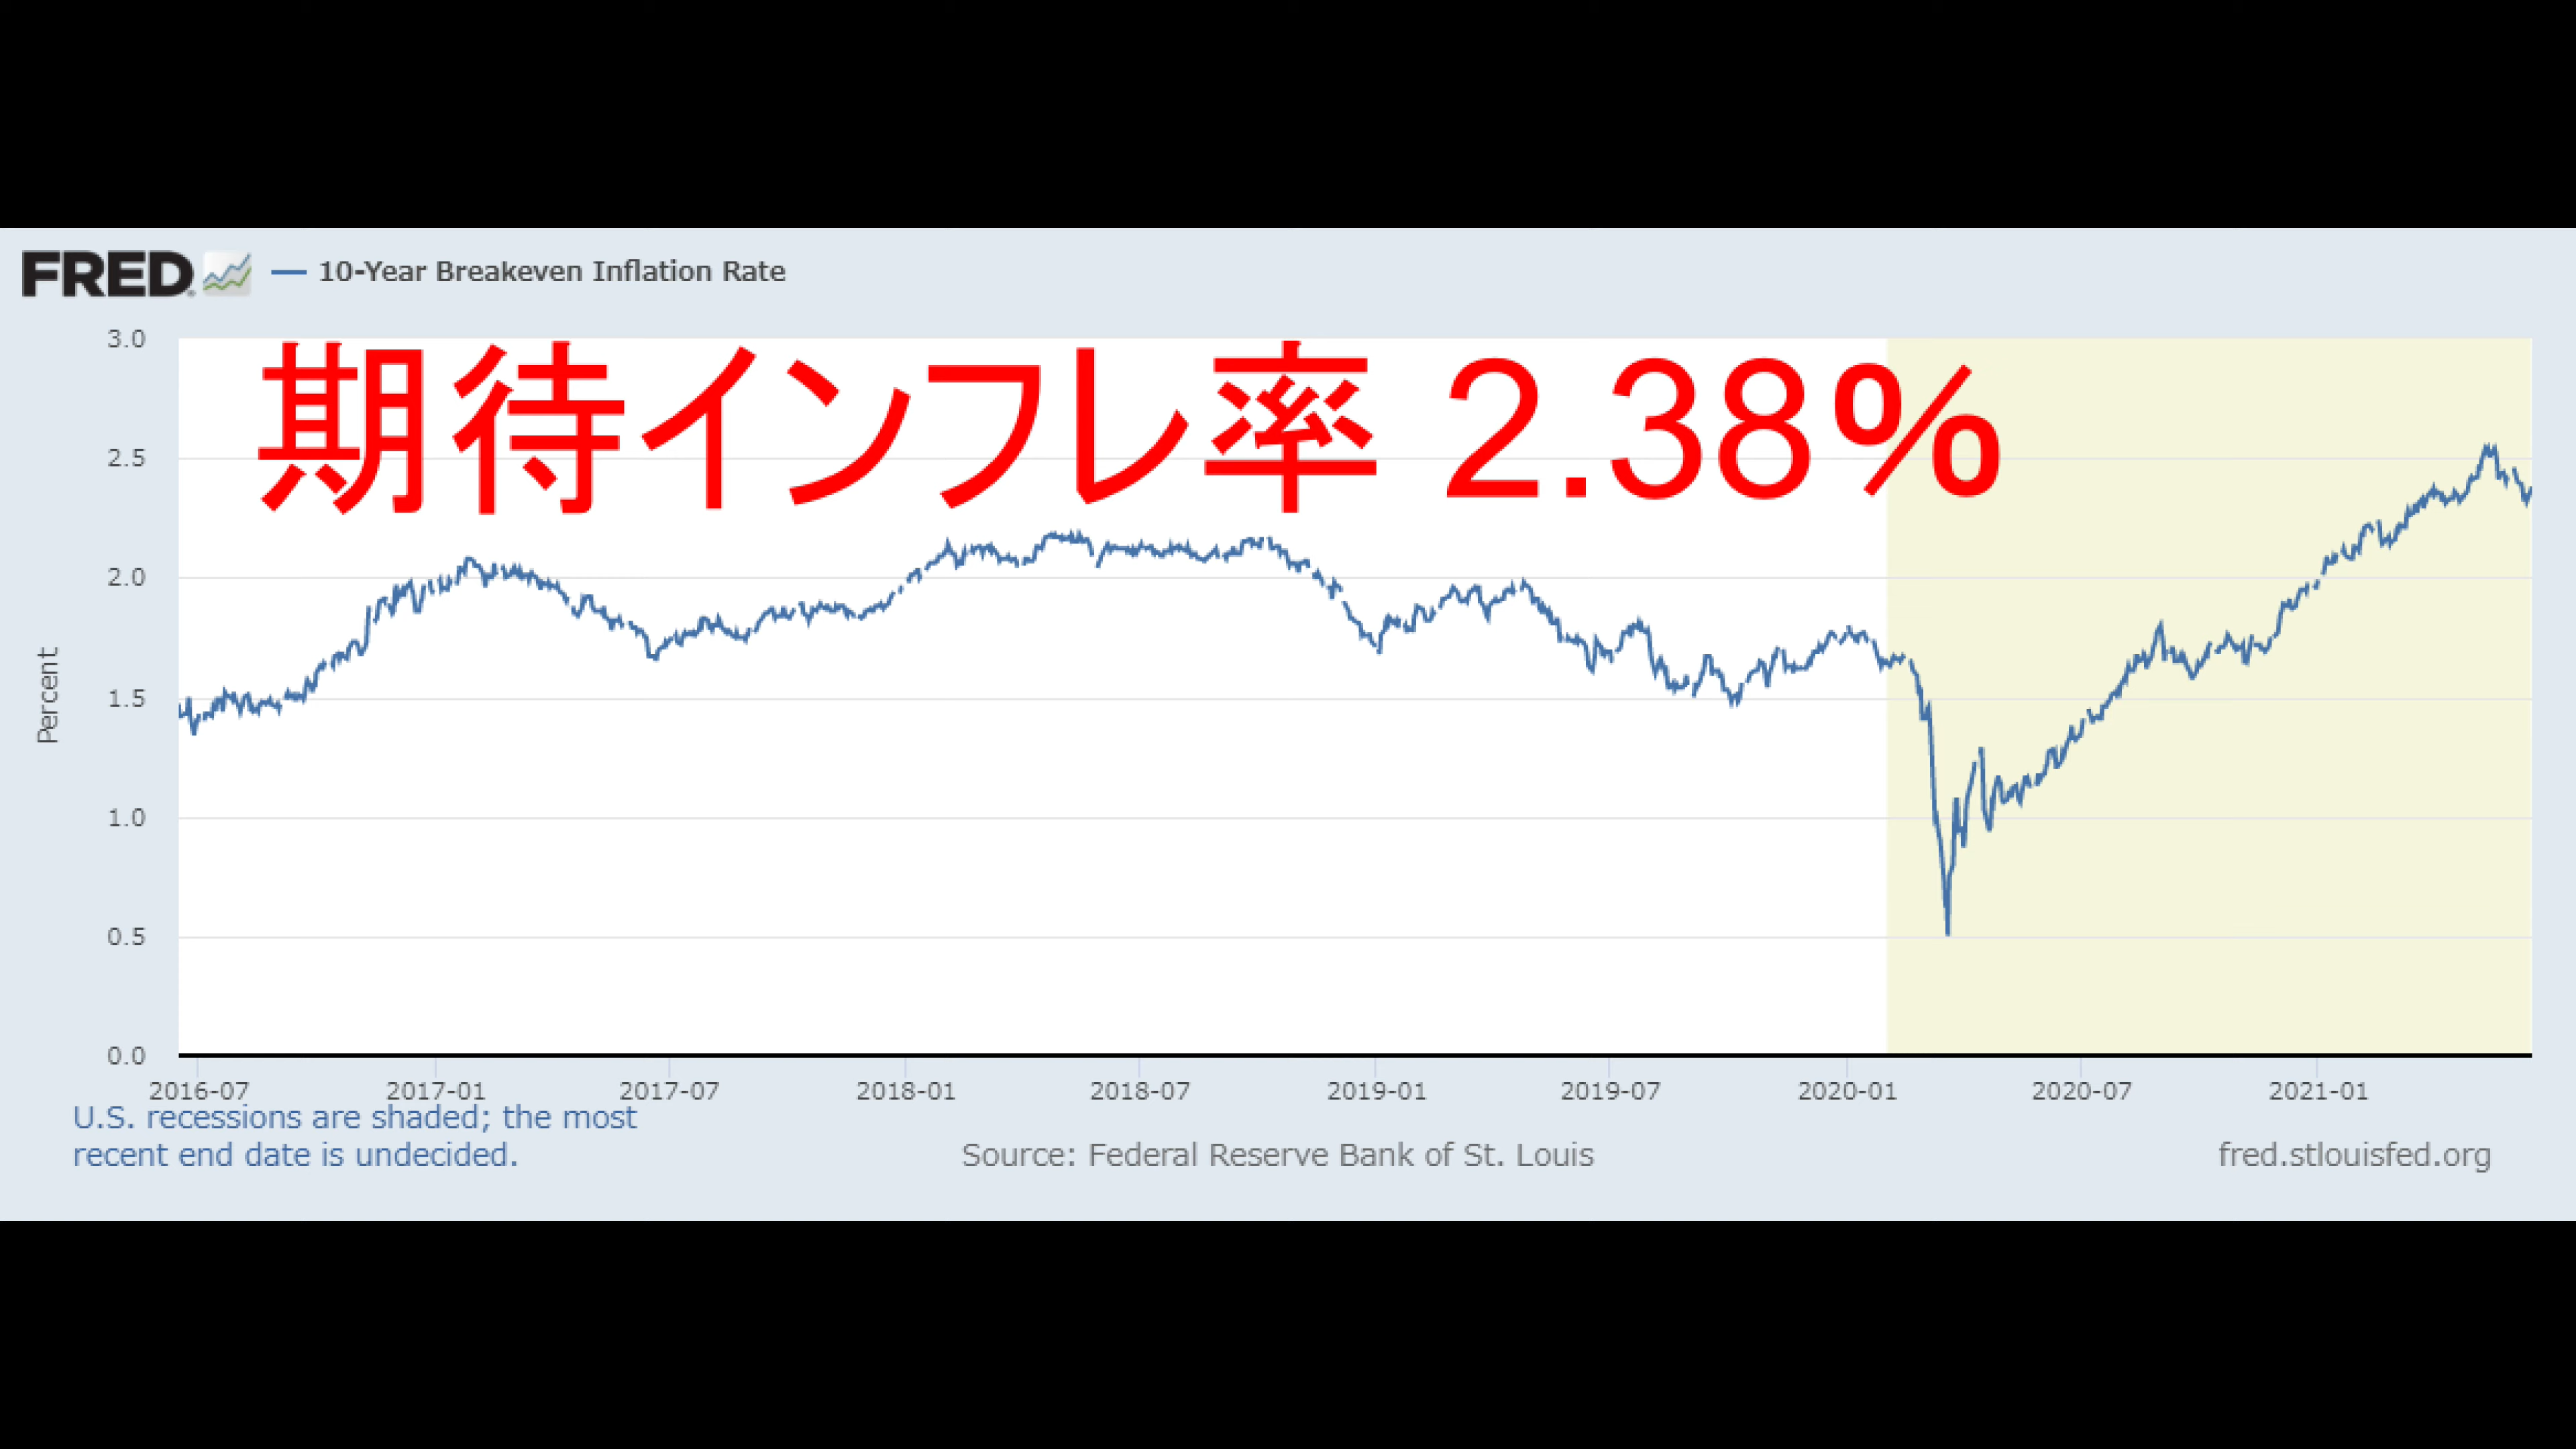 FRED
10-Year Breakeven Inflation Rate
期待インフレ率 2.38%
3.0
2.5
2.0
1.5
1.0
0.5
0.0
Percent
2016-07 2017-01 2017-07 2018-01 2018-07 2019-01 2019-07 2020-01 2020-07 2021-01
U.S. recessions are shaded; the most
recent end date is undecided.
Source: Federal Reserve Bank of St. Louis
fred.stlouisfed.org